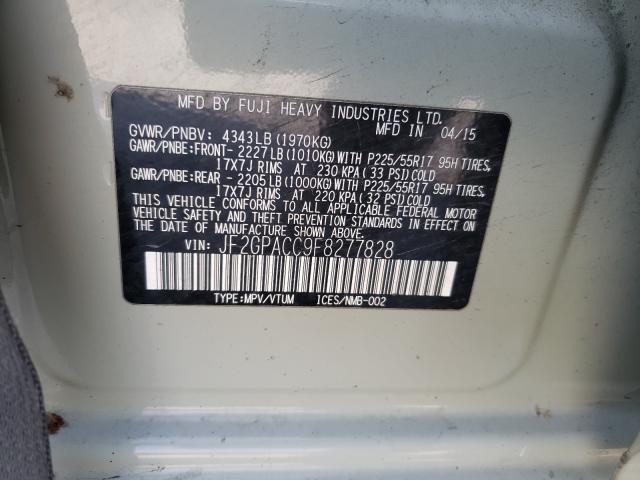 MFD BY FUJI HEAVY INDUSTRIES LTD.
MFD IN 04/15
GVWR/PNBV: 4343LB(1970KG)
GAWR/PNBE:FRONT-2227LB(1010KG)WITH P225/55R17 95H TIRES,
17X7J RIMS AT 230 KPA(33 PSI)COLD
GAWR/PNBE:REAR -2205LB(1000KG)WITH P225/55R17 95H TIRES,
17X7J RIMS AT 220 KPA(32 PSI)COLD
THIS VEHICLE CONFORMS TO ALL APPLICABLE FEDERAL MOTOR
VEHICLE SAFETY AND THEFT PREVENTION STANDARDS IN EFFECT ON
THE DATE OF MANUFACTURE SHOWN ABOVE.
VIN: JF2GPACC9F8277828
TYPE:MPV/VTUM ICES/NMB-002